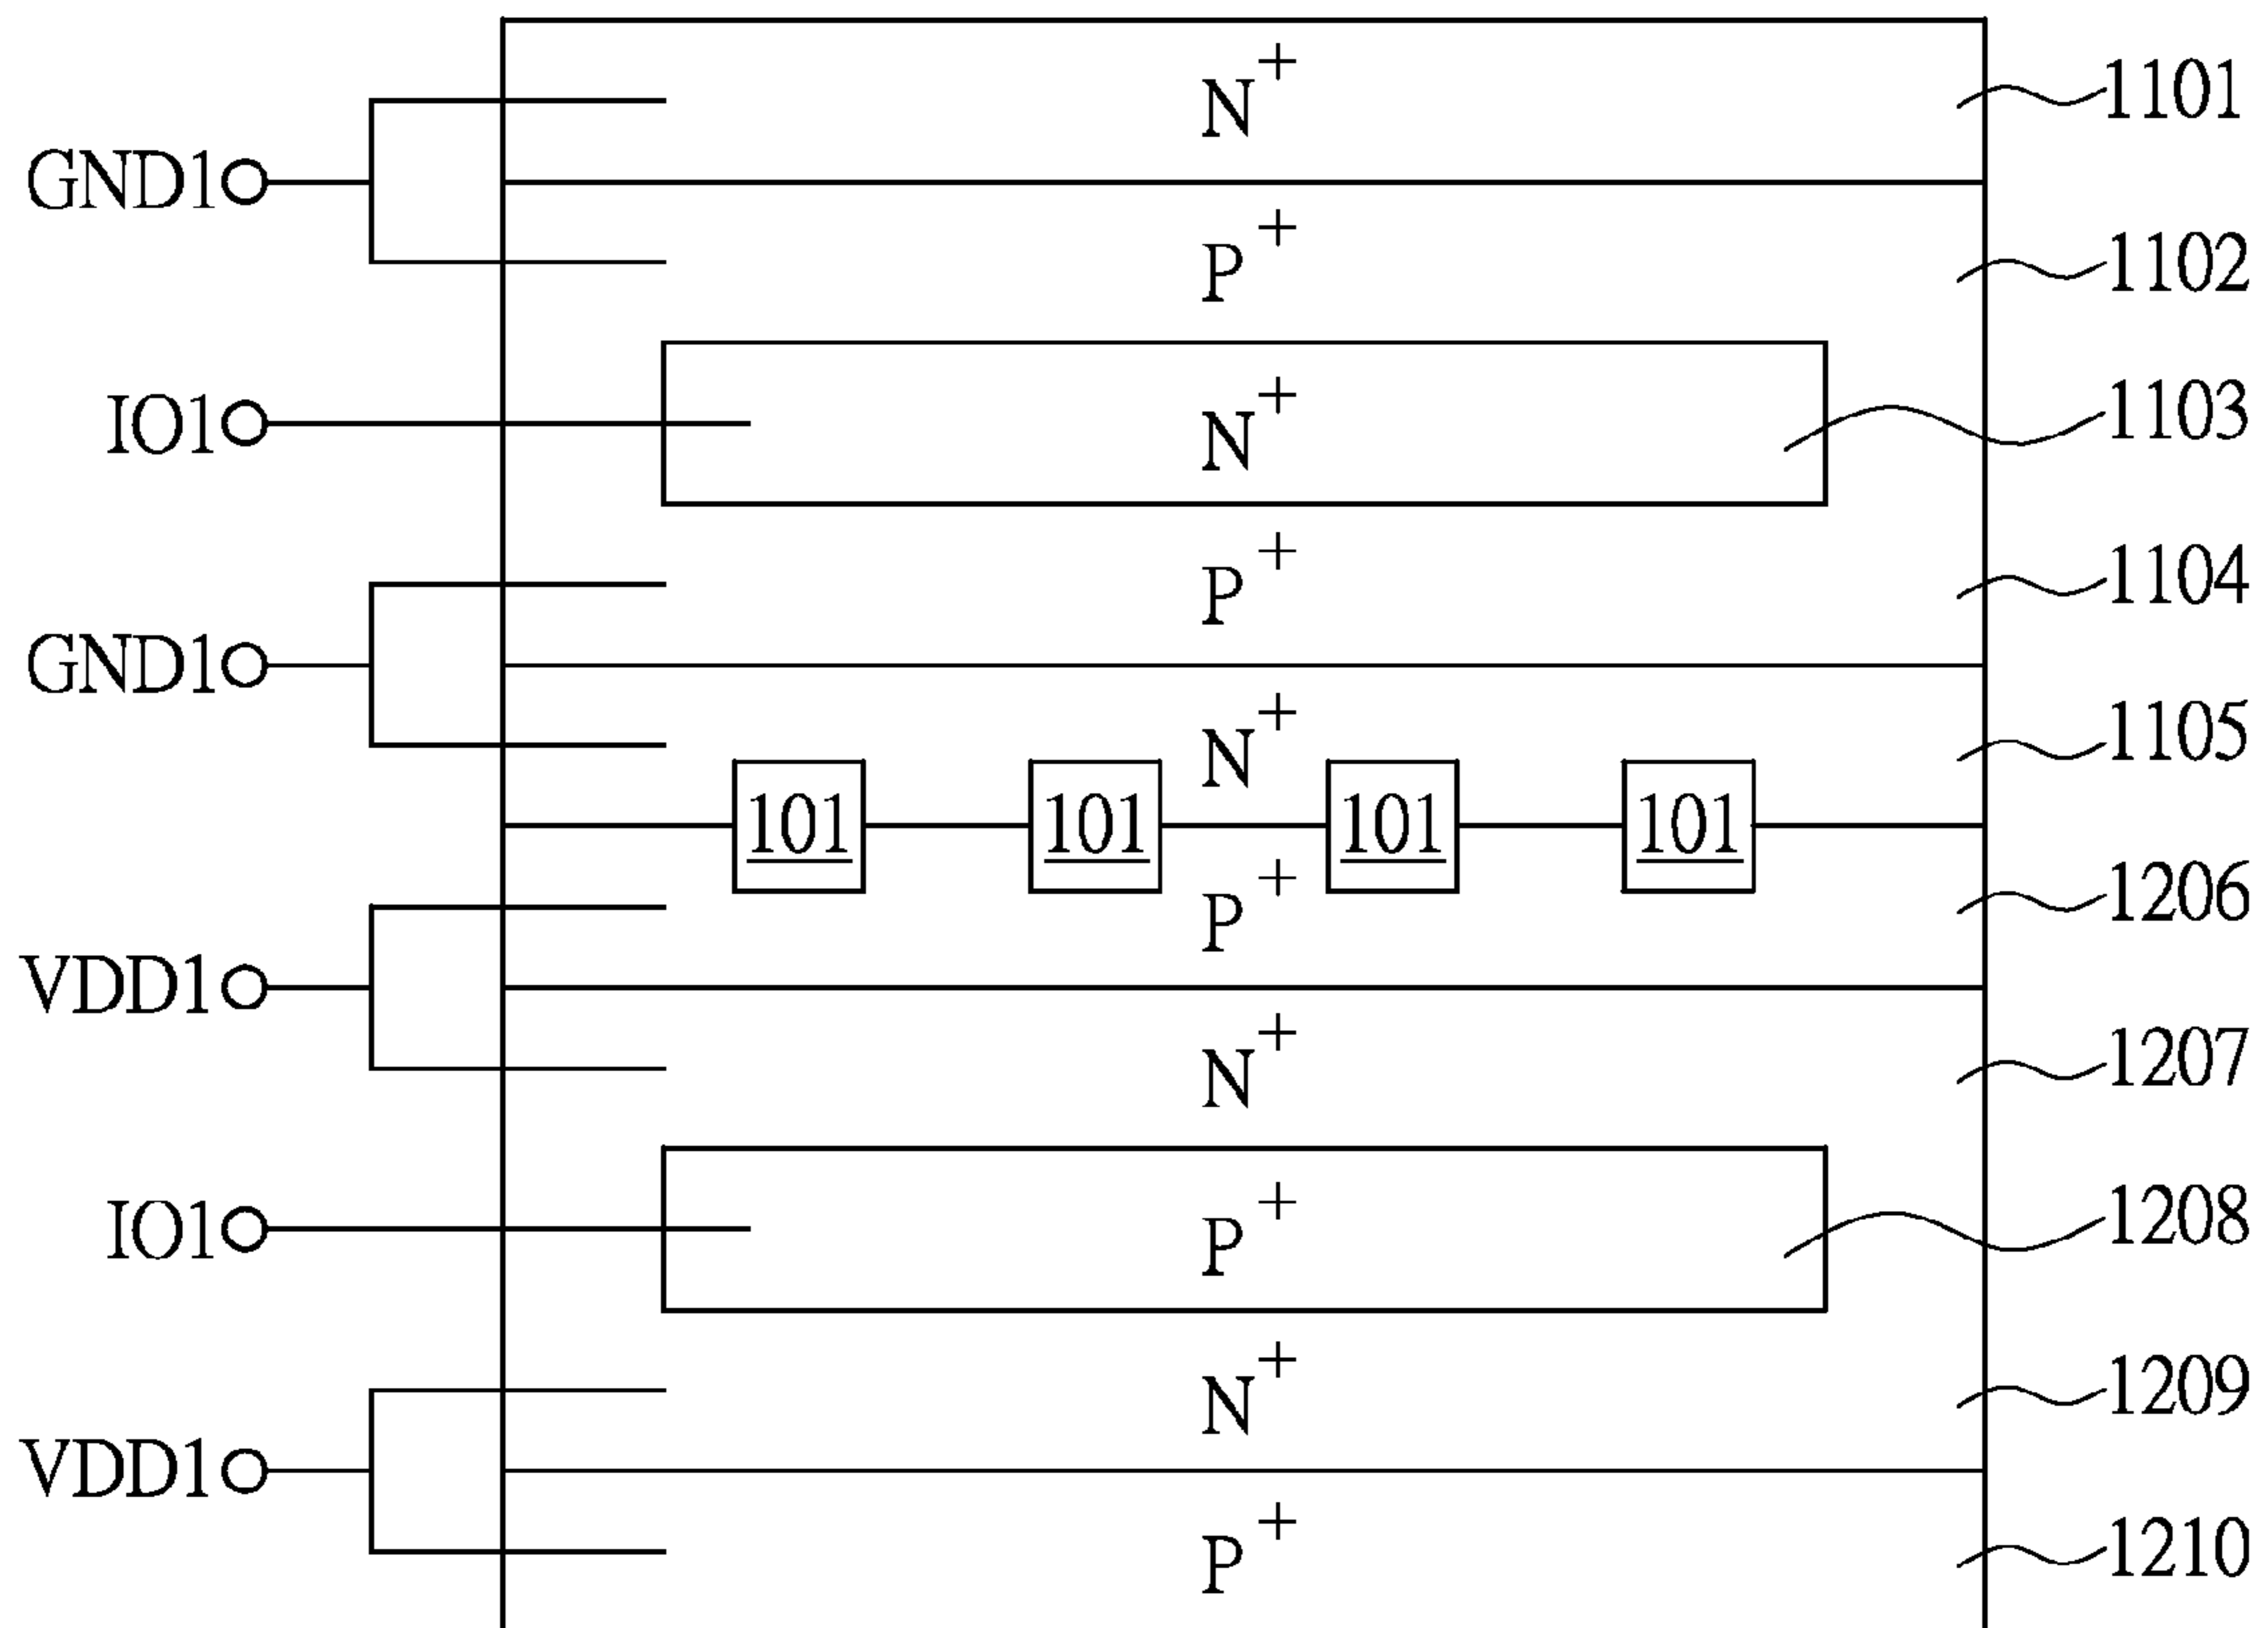 N+ 1101
GND1
P+ 1102
IO1 N+ 1103
P+ 1104
GND1
N+ 1105
101 101 101 101
P+ 1206
VDD1
N+ 1207
IO1 P+ 1208
N+ 1209
VDD1
P+ 1210